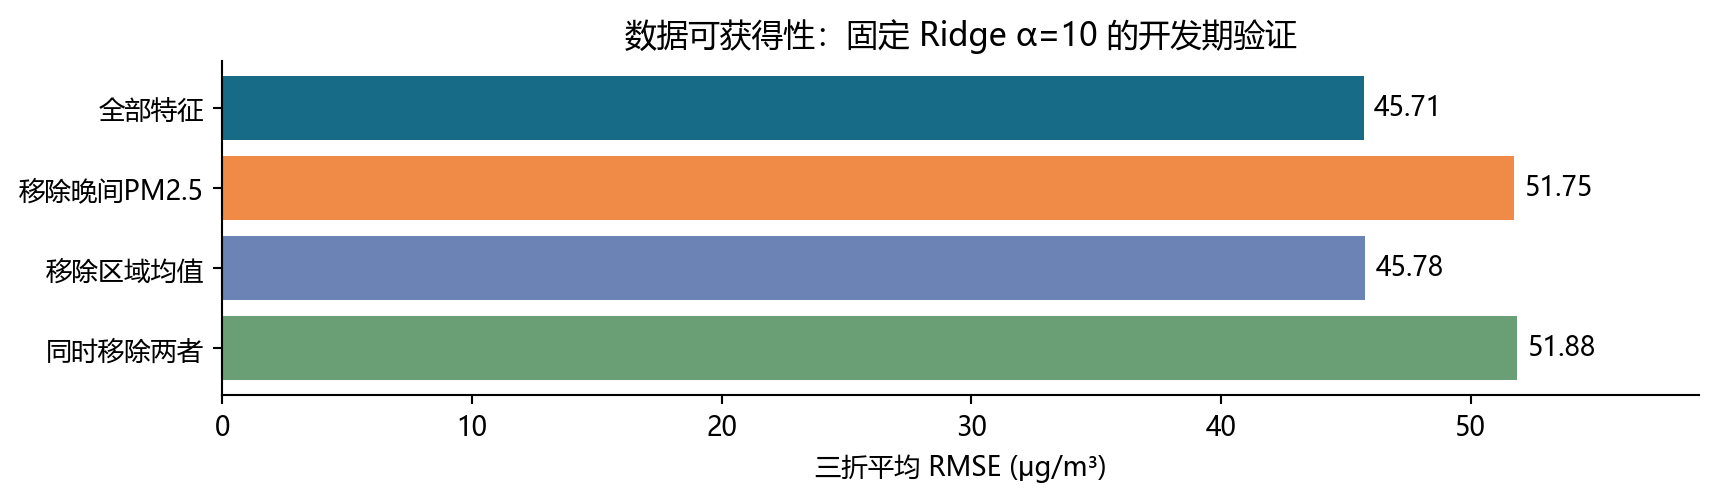 数据可获得性：固定 Ridge α=10 的开发期验证
全部特征
45.71
移除晚间PM2.5
51.75
移除区域均值
45.78
同时移除两者
51.88
0 10 20 30 40 50
三折平均 RMSE (μg/m³)